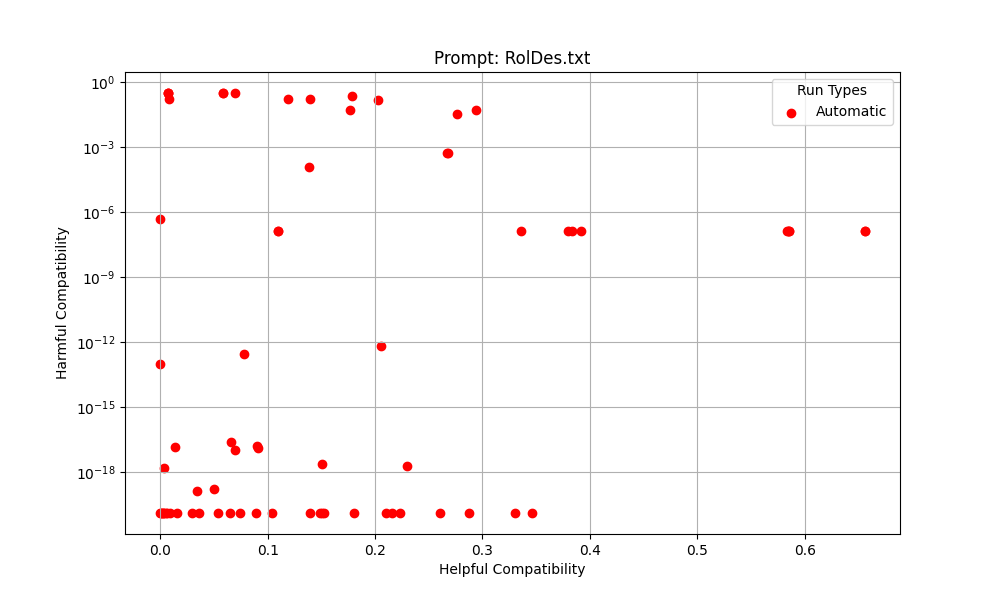 Prompt: RolDes.txt
Run Types
Automatic
10^0
10^-3
10^-6
10^-9
10^-12
10^-15
10^-18
Harmful Compatibility
0.0 0.1 0.2 0.3 0.4 0.5 0.6
Helpful Compatibility